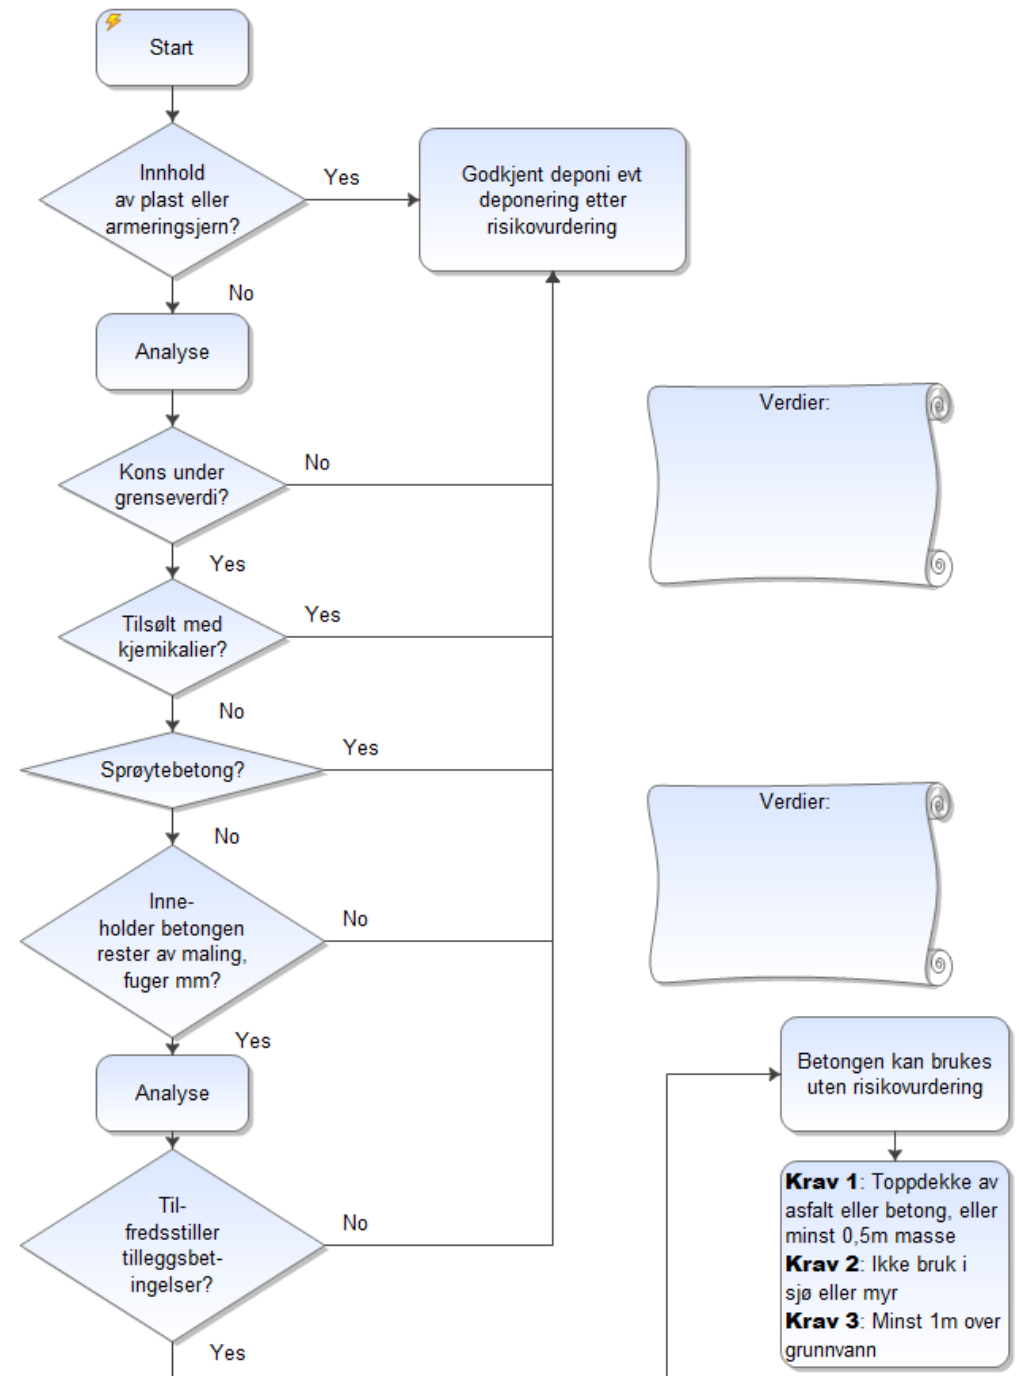 Start
Innhold
av plast eller
armeringsjern?
Yes
Godkjent deponi evt
deponering etter
risikovurdering
No
Analyse
Verdier:
Kons under
grenseverdi?
No
Yes
Tilsølt med
kjemikalier?
Yes
No
Sprøytebetong?
Yes
No
Verdier:
Inne-
holder betongen
rester av maling,
fuger mm?
No
Yes
Analyse
Betongen kan brukes
uten risikovurdering
Til-
fredsstiller
tilleggsbet-
ingelser?
No
Yes
Krav 1: Toppdekke av
asfalt eller betong, eller
minst 0,5m masse
Krav 2: Ikke bruk i
sjø eller myr
Krav 3: Minst 1m over
grunnvann